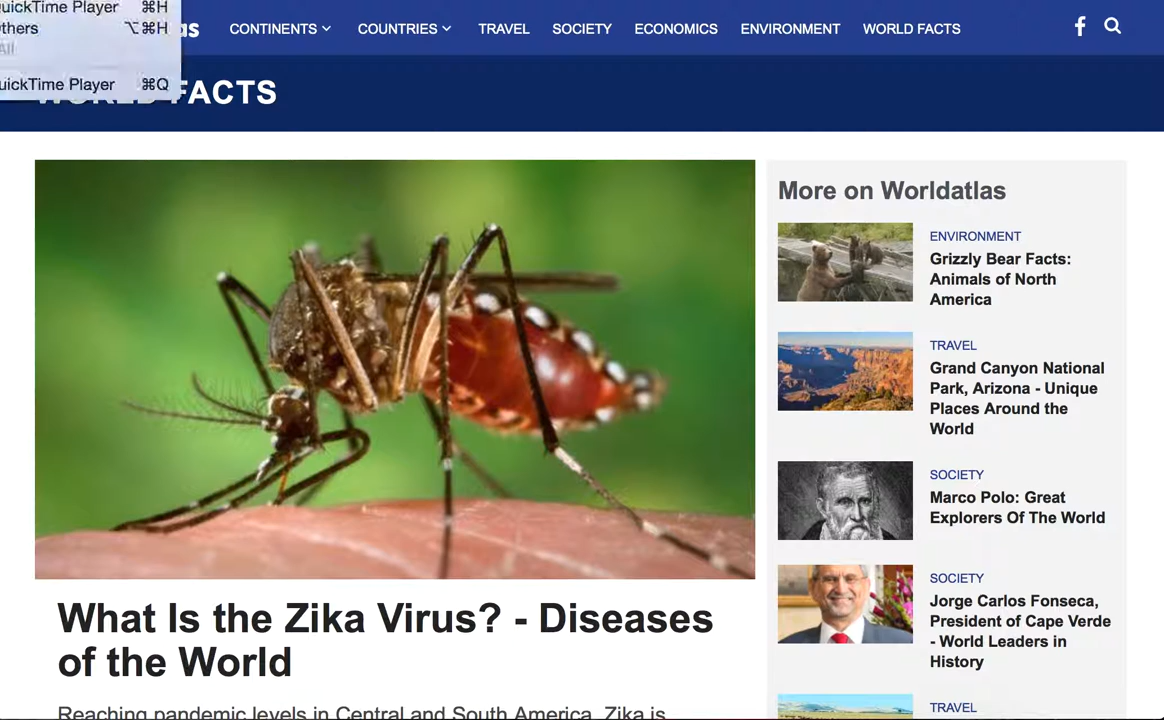 uickTime Player ⌘H
thers ⌥⌘H
All
uickTime Player ⌘Q
as
CONTINENTS
COUNTRIES
TRAVEL
SOCIETY
ECONOMICS
ENVIRONMENT
WORLD FACTS
f
WORLD FACTS
What Is the Zika Virus? - Diseases
of the World
Reaching pandemic levels in Central and South America, Zika is
More on Worldatlas
ENVIRONMENT
Grizzly Bear Facts:
Animals of North
America
TRAVEL
Grand Canyon National
Park, Arizona - Unique
Places Around the
World
SOCIETY
Marco Polo: Great
Explorers Of The World
SOCIETY
Jorge Carlos Fonseca,
President of Cape Verde
- World Leaders in
History
TRAVEL